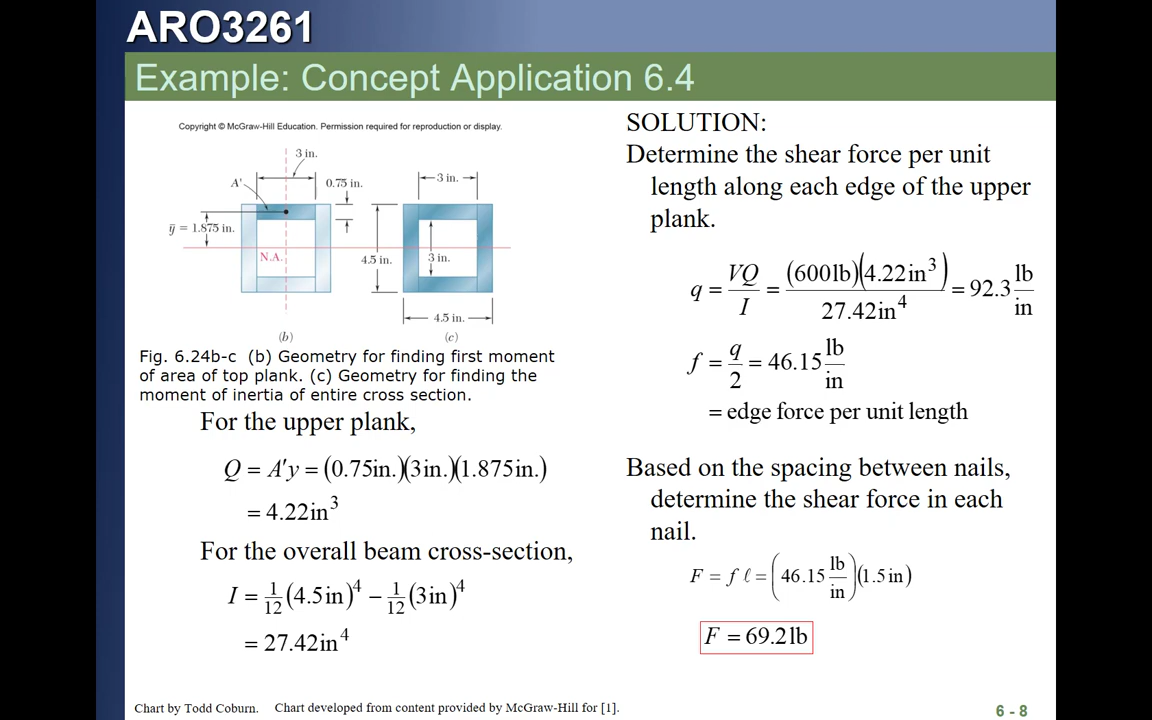 ARO3261
Example: Concept Application 6.4
Copyright © McGraw-Hill Education. Permission required for reproduction or display.
3 in.
A'
0.75 in.
ȳ = 1.875 in.
N.A.
(b)
3 in.
4.5 in.
3 in.
4.5 in.
(c)
Fig. 6.24b-c (b) Geometry for finding first moment
of area of top plank. (c) Geometry for finding the
moment of inertia of entire cross section.
For the upper plank,
Q = A'y = (0.75in.)(3in.)(1.875in.)
= 4.22in³
For the overall beam cross-section,
I = 1/12 (4.5in)⁴ − 1/12 (3in)⁴
= 27.42in⁴
SOLUTION:
Determine the shear force per unit
length along each edge of the upper
plank.
q = VQ/I = (600lb)(4.22in³)/27.42in⁴ = 92.3 lb/in
f = q/2 = 46.15 lb/in
= edge force per unit length
Based on the spacing between nails,
determine the shear force in each
nail.
F = f ℓ = (46.15 lb/in)(1.5in)
F = 69.2lb
Chart by Todd Coburn. Chart developed from content provided by McGraw-Hill for [1].
6 - 8